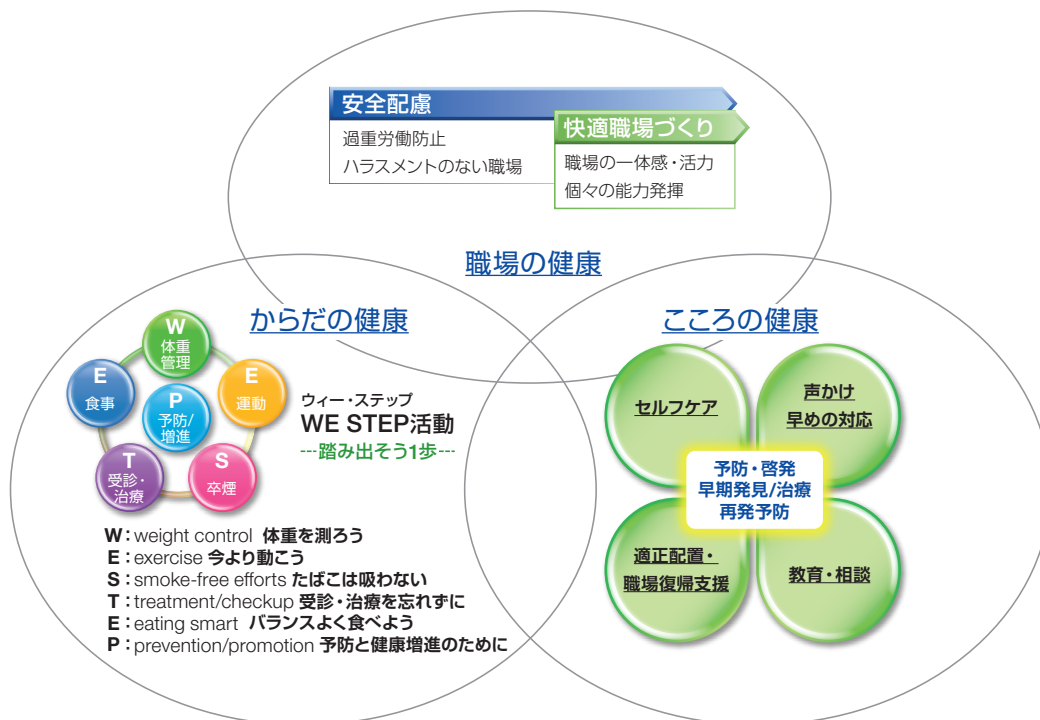 安全配慮
過重労働防止
ハラスメントのない職場
快適職場づくり
職場の一体感・活力
個々の能力発揮
職場の健康
からだの健康
W
体重
管理
E
食事
E
運動
P
予防/
増進
T
受診・
治療
S
卒煙
ウィー・ステップ
WE STEP活動
---踏み出そう1歩---
W：weight control 体重を測ろう
E：exercise 今より動こう
S：smoke-free efforts たばこは吸わない
T：treatment/checkup 受診・治療を忘れずに
E：eating smart バランスよく食べよう
P：prevention/promotion 予防と健康増進のために
こころの健康
セルフケア
声かけ
早めの対応
予防・啓発
早期発見/治療
再発予防
適正配置・
職場復帰支援
教育・相談